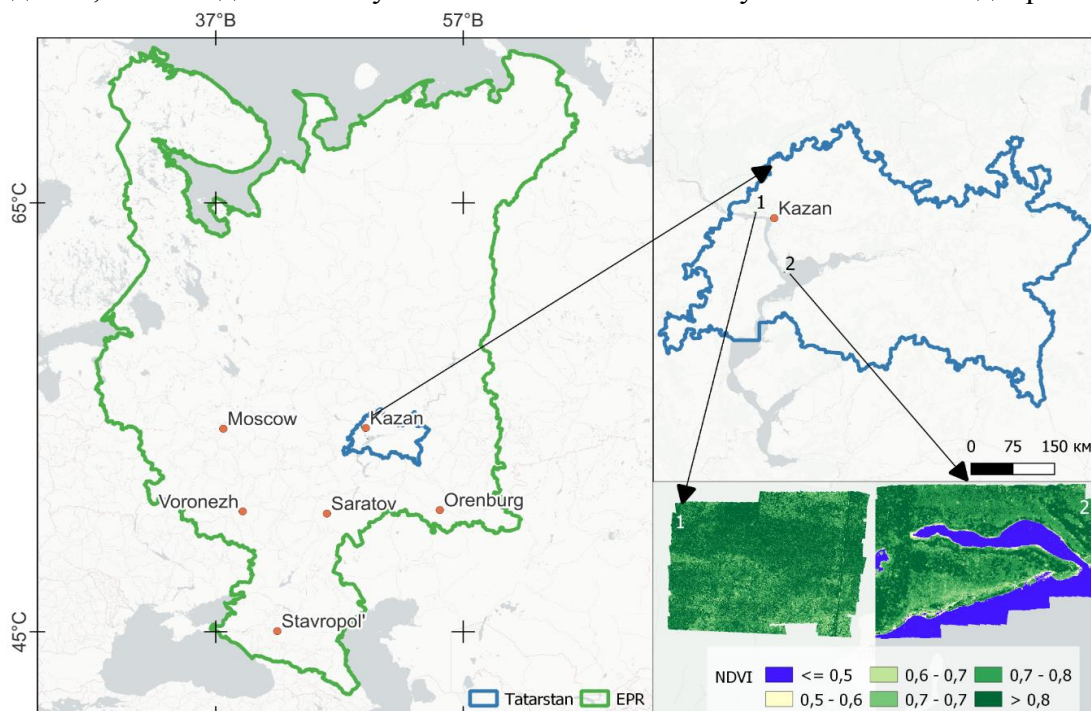 37°В 57°В
65°С
1
Kazan
2
Moscow
Kazan
Voronezh
Saratov
Orenburg
0 75 150 км
1
2
Stavropol'
45°С
NDVI <= 0,5 0,6 - 0,7 0,7 - 0,8
0,5 - 0,6 0,7 - 0,7 > 0,8
Tatarstan EPR